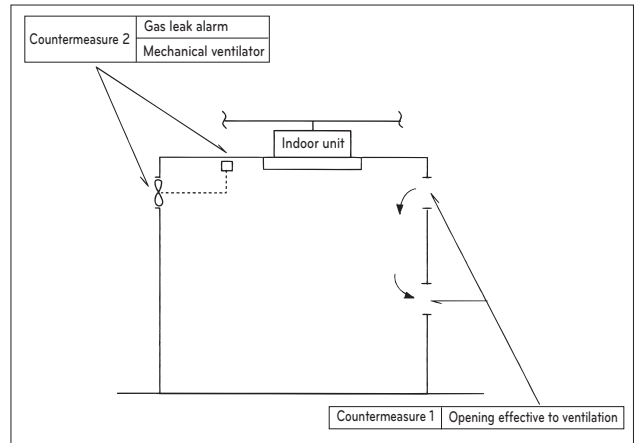 Countermeasure 2
Gas leak alarm
Mechanical ventilator
Indoor unit
Countermeasure 1
Opening effective to ventilation